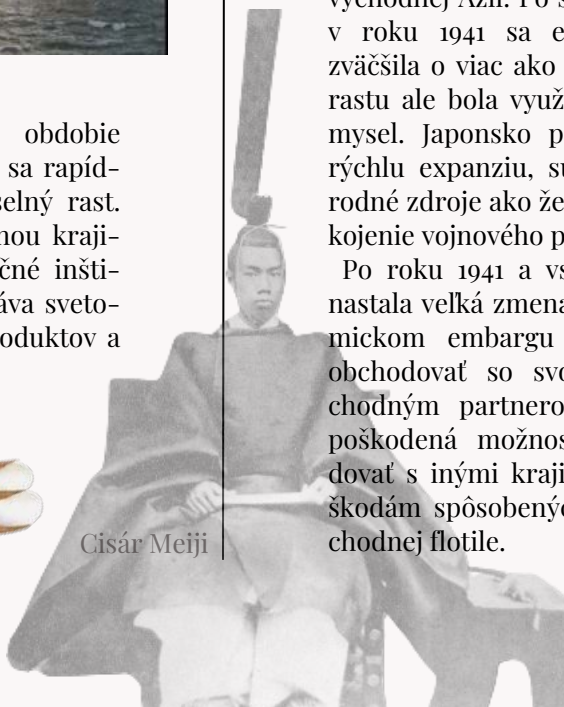 obdobie
sa rapíd-
selný rast.
nou kraji-
čné inšti-
áva sveto-
oduktov a
Cisár Meiji
východnej Ázii. Po s
v roku 1941 sa e
zväčšila o viac ako
rastu ale bola využ
mysel. Japonsko p
rýchlu expanziu, su
rodné zdroje ako že
kojenie vojnového p
Po roku 1941 a vs
nastala veľká zmena
mickom embargu
obchodovať so svo
chodným partnero
poškodená možnos
dovať s inými kraji
škodám spôsobenýc
chodnej flotile.